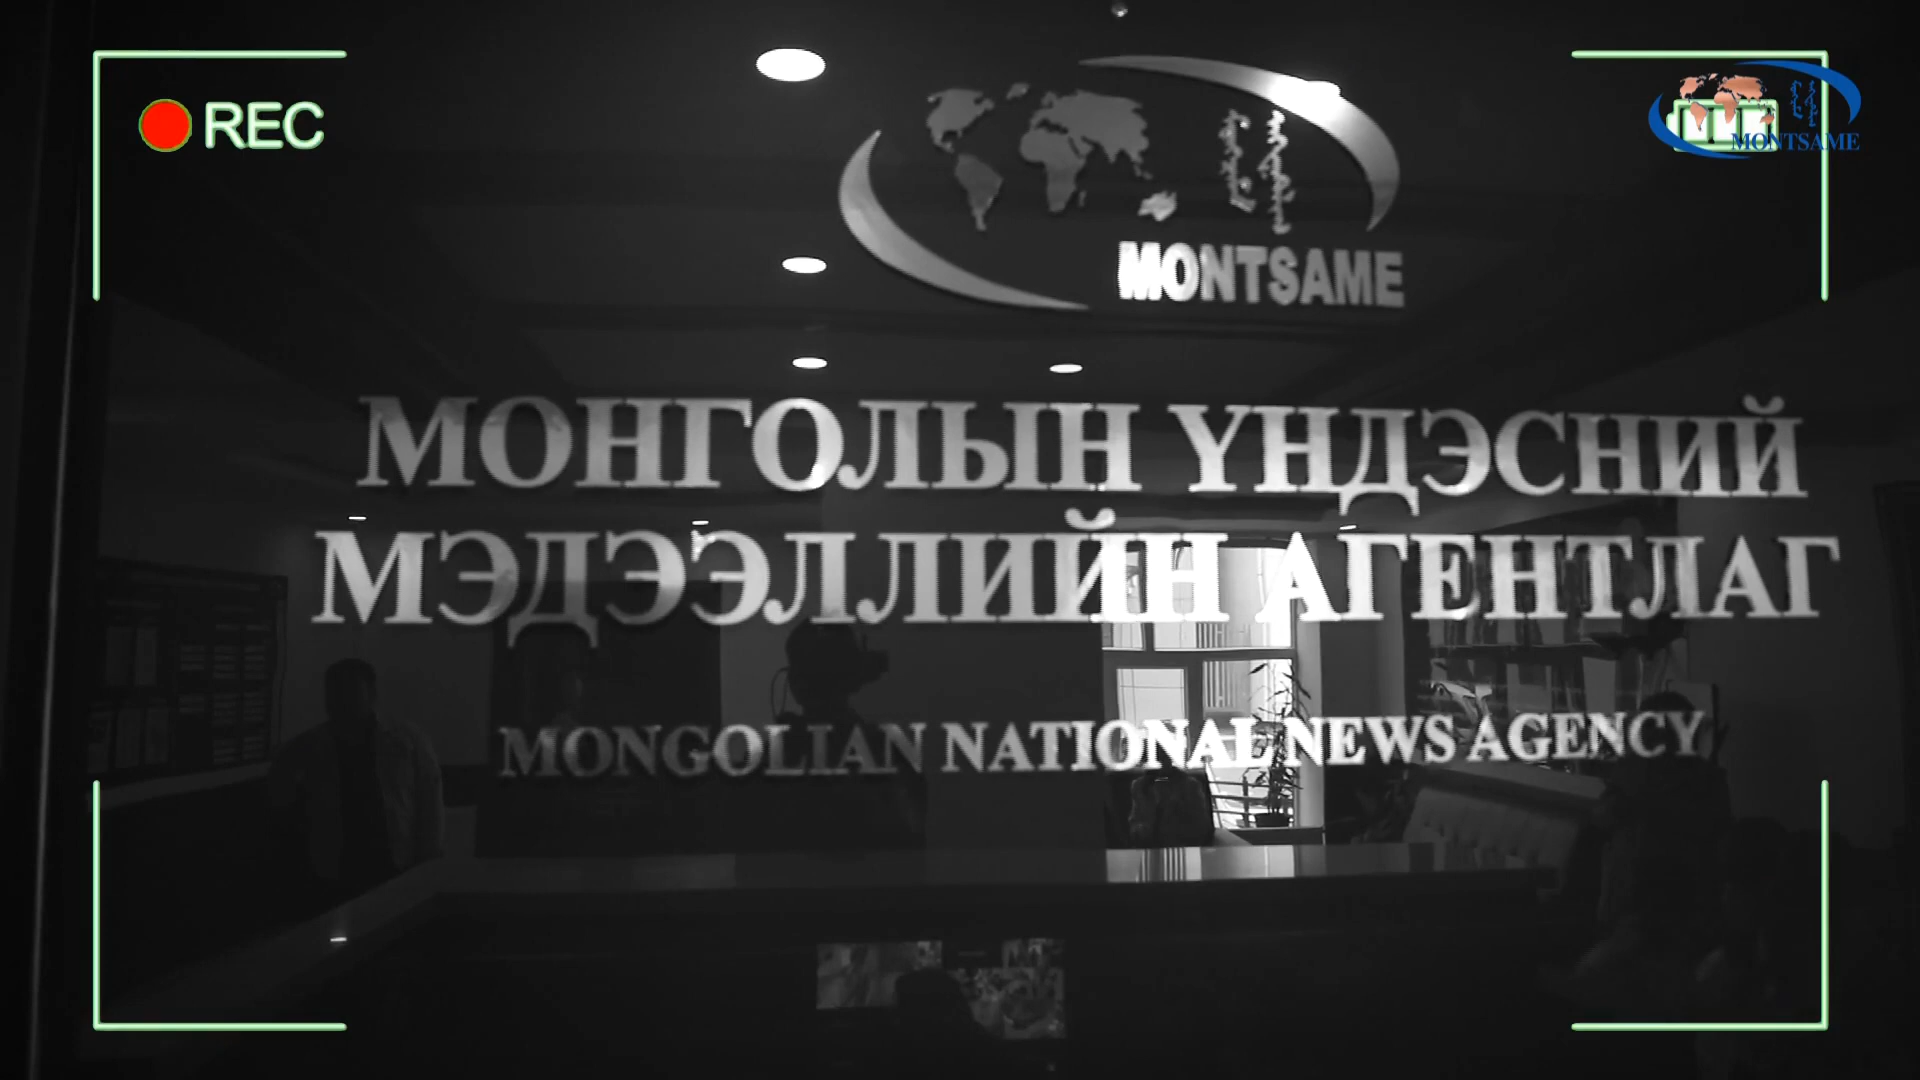 REC
MONTSAME
MONTSAME
МОНГОЛЫН ҮНДЭСНИЙ
МЭДЭЭЛЛИЙН АГЕНТЛАГ
MONGOLIAN NATIONAL NEWS AGENCY